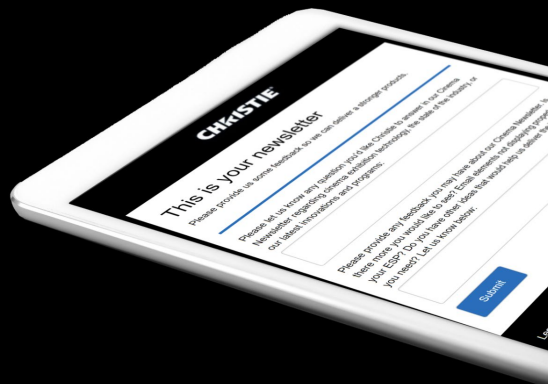 CHRISTIE
This is your newsletter
Please provide us some feedback so we can deliver a stronger products.
Please let us know any question you'd like Christie to answer in our Cinema
Newsletter regarding cinema exhibition technology, the state of the industry, or
our latest innovations and programs:
Please provide any feedback you may have about our Cinema Newsletter. Is
there more you would like to see? Email elements not displaying
your ESP? Do you have other ideas that would help us deliver the
you need? Let us know below:
Submit